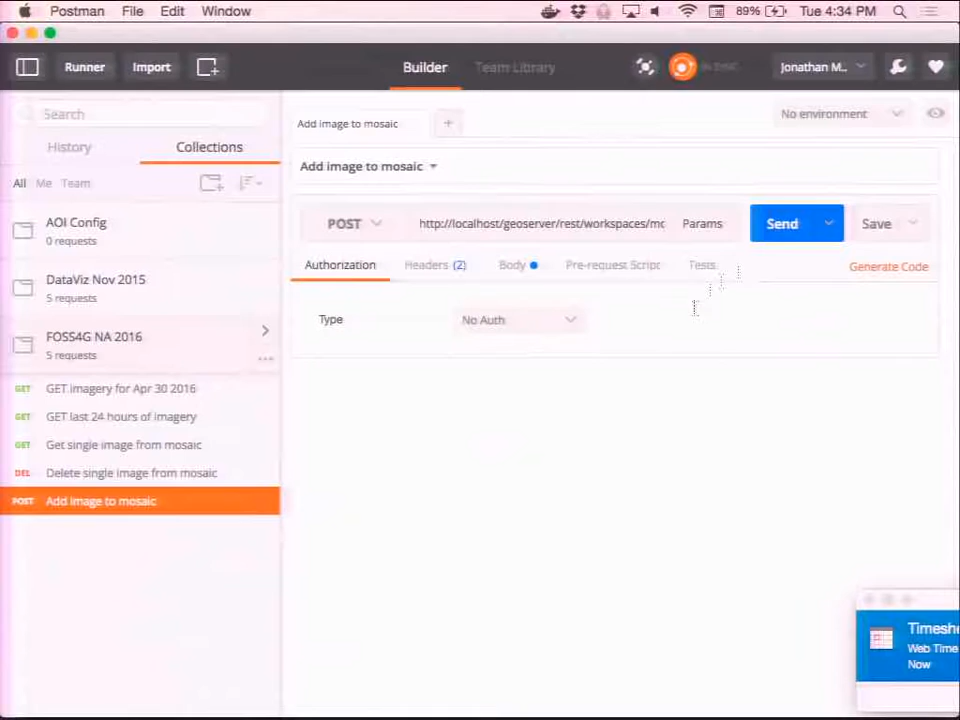 Postman File Edit Window 89% Tue 4:34 PM
Runner Import Builder Team Library IN SYNC Jonathan M..
Search
History Collections
All Me Team
AOI Config
0 requests
DataViz Nov 2015
5 requests
FOSS4G NA 2016
5 requests
GET GET imagery for Apr 30 2016
GET GET last 24 hours of imagery
GET Get single image from mosaic
DEL Delete single image from mosaic
POST Add image to mosaic
Add image to mosaic +
No environment
Add image to mosaic
POST http://localhost/geoserver/rest/workspaces/mc Params Send Save
Authorization Headers (2) Body Pre-request Script Tests Generate Code
Type No Auth
Timesh
Web Time
Now